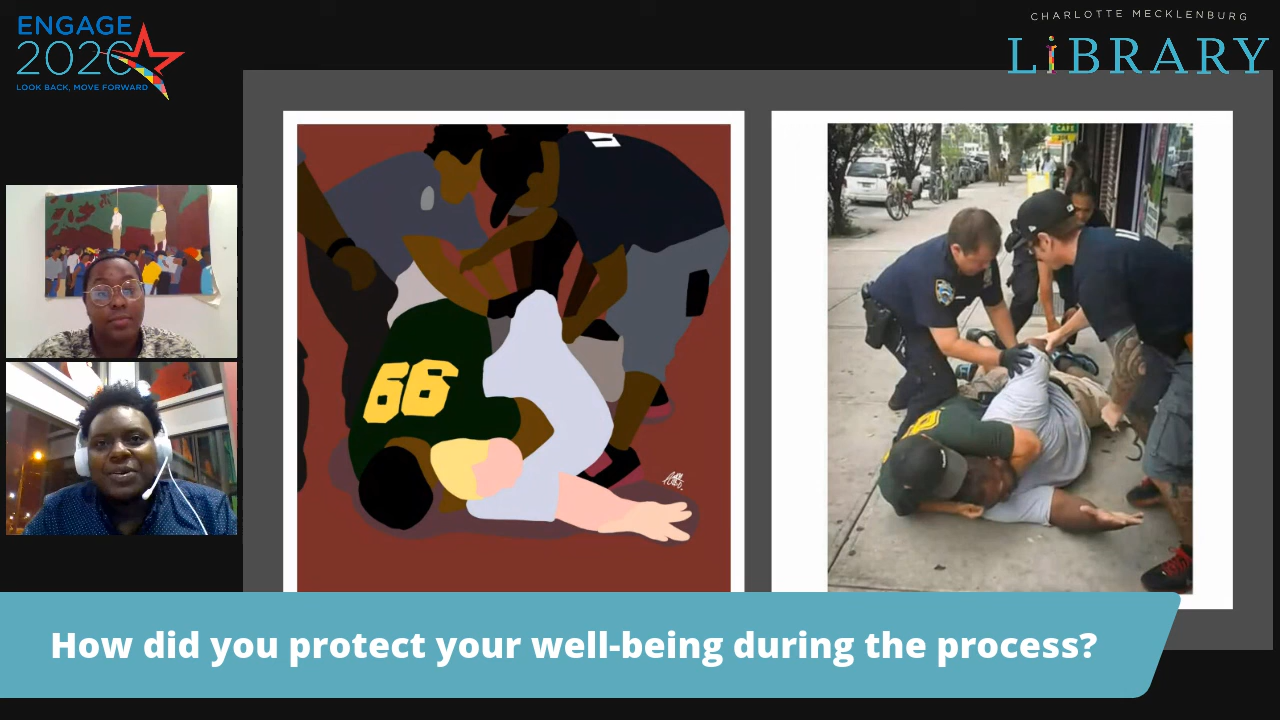 ENGAGE
2020
LOOK BACK, MOVE FORWARD
CHARLOTTE MECKLENBURG
LiBRARY
66
CAFE
How did you protect your well-being during the process?